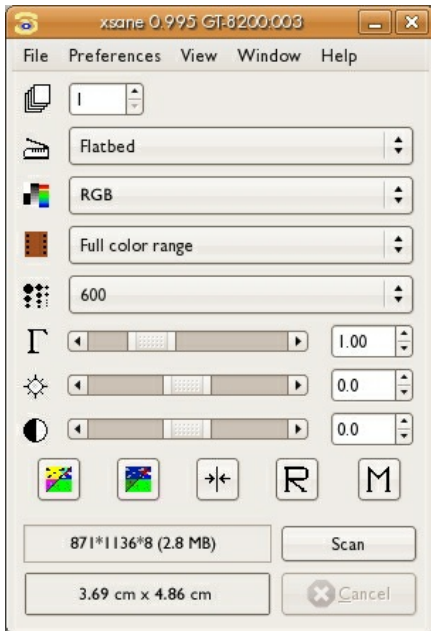 xsane 0.995 GT-8200:003
File Preferences View Window Help
1
Flatbed
RGB
Full color range
600
Γ 1.00
0.0
0.0
R M
871*1136*8 (2.8 MB) Scan
3.69 cm x 4.86 cm Cancel